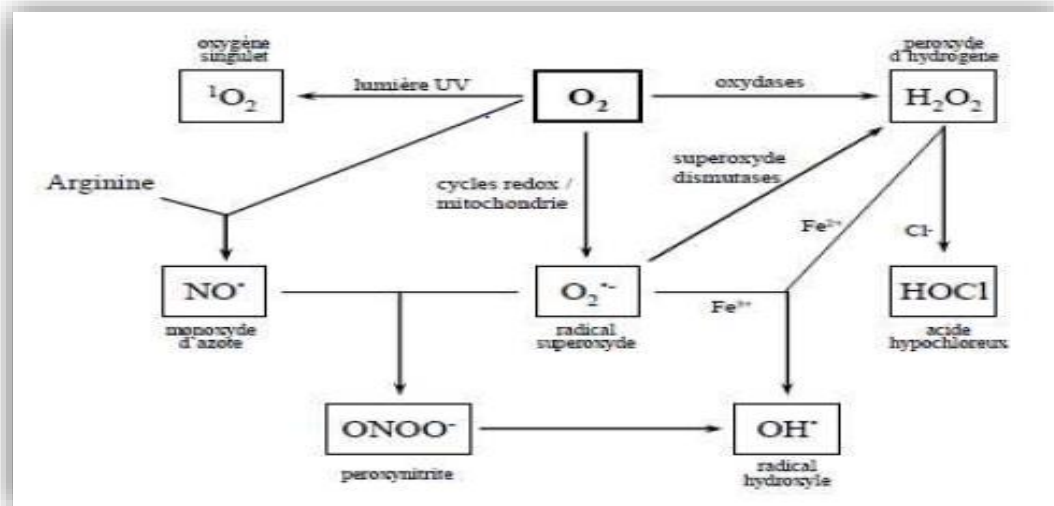 oxygène
singulet
¹O₂
lumière UV
O₂
oxydases
peroxyde
d'hydrogène
H₂O₂
Arginine
cycles redox /
mitochondrie
superoxyde
dismutases
Fe²⁺
Cl-
NO•
monoxyde
d'azote
O₂•-
radical
superoxyde
Fe³⁺
HOCl
acide
hypochloreux
ONOO-
peroxynitrite
OH•
radical
hydroxyle